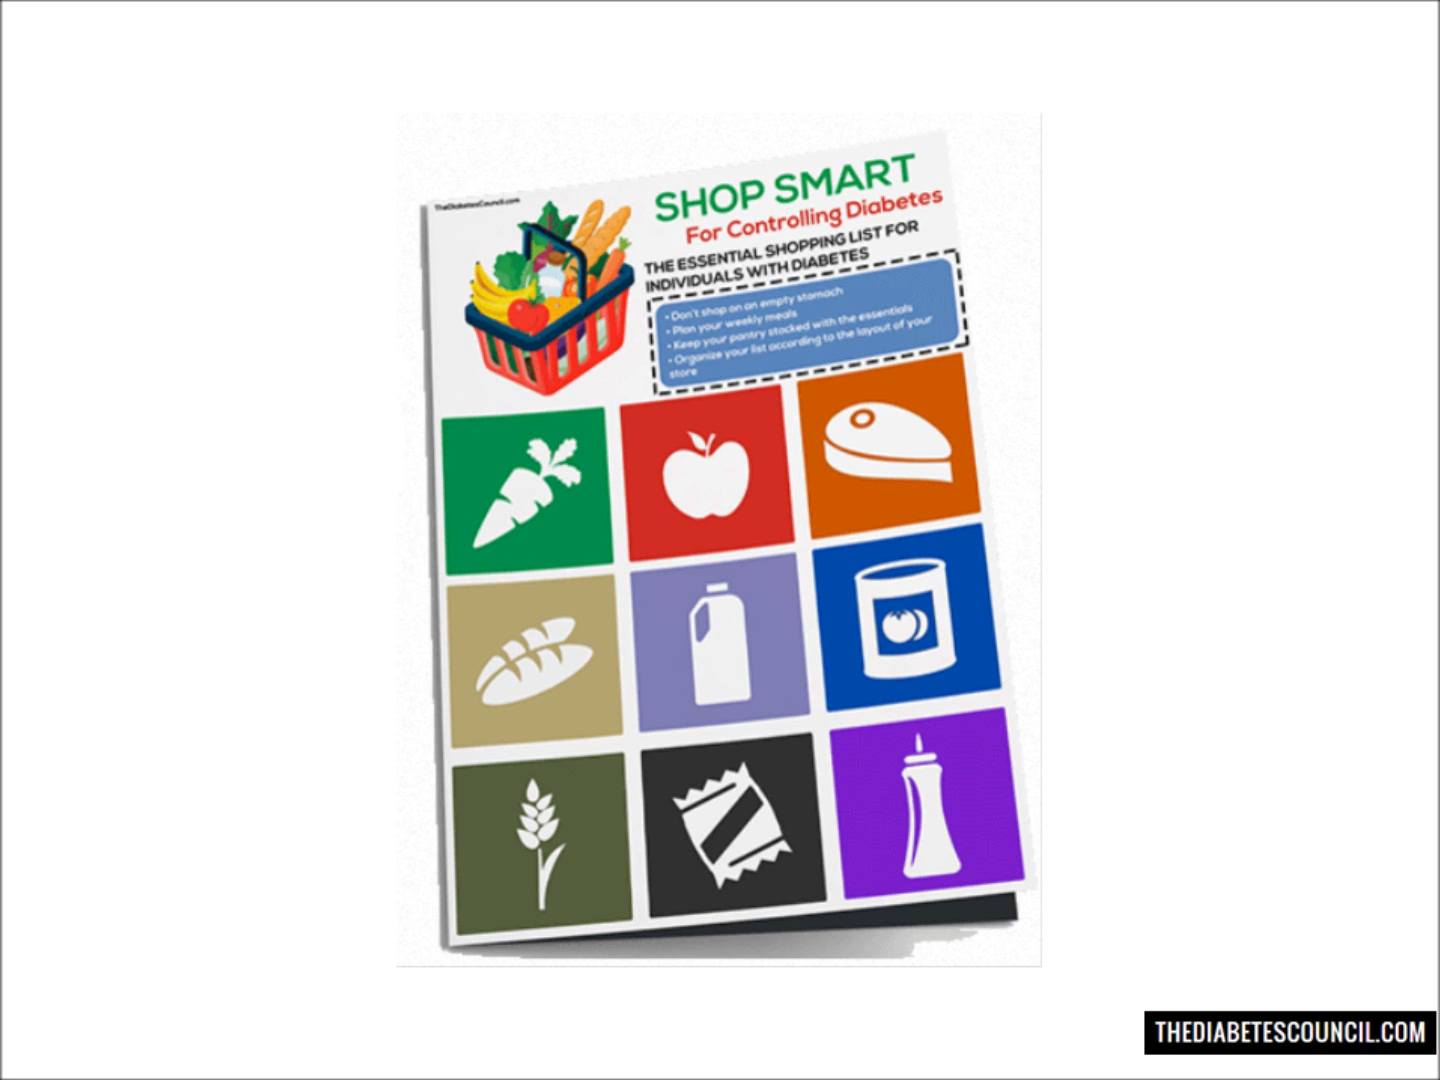 TheDiabetesCouncil.com
SHOP SMART
For Controlling Diabetes
THE ESSENTIAL SHOPPING LIST FOR
INDIVIDUALS WITH DIABETES
• Don't shop on an empty stomach
• Plan your weekly meals
• Keep your pantry stocked with the essentials
• Organize your list according to the layout of your
store
THEDIABETESCOUNCIL.COM